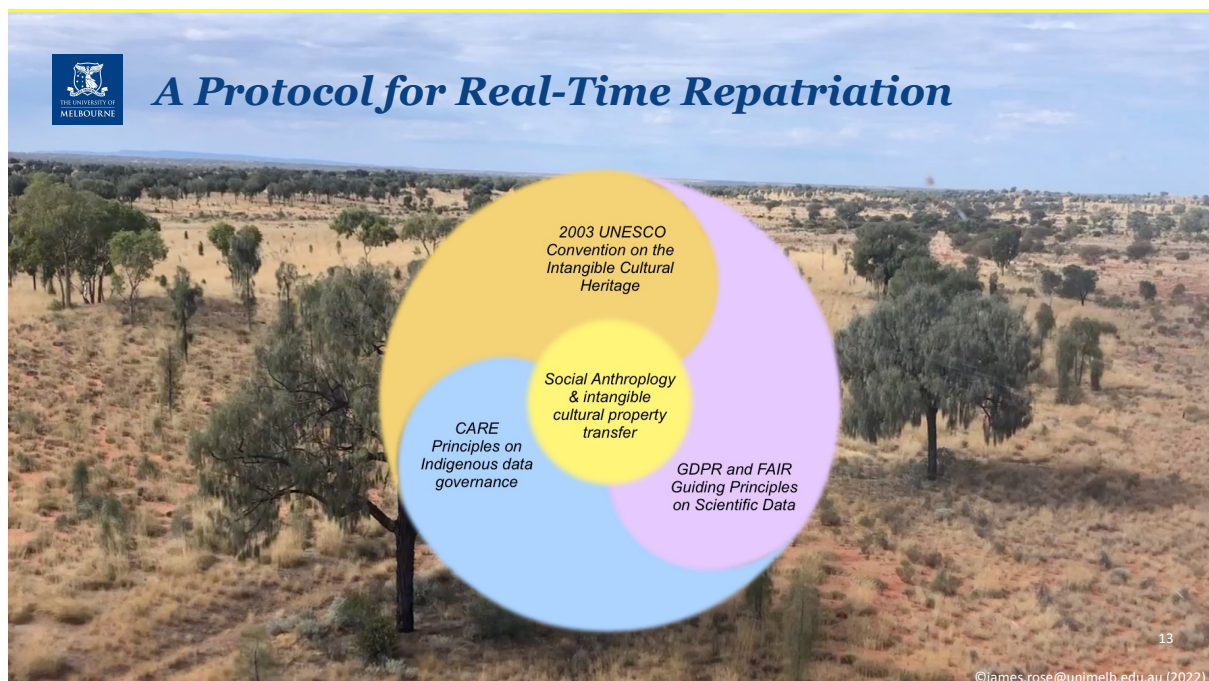 THE UNIVERSITY OF
MELBOURNE
A Protocol for Real-Time Repatriation
2003 UNESCO
Convention on the
Intangible Cultural
Heritage
Social Anthroplogy
& intangible
cultural property
transfer
CARE
Principles on
Indigenous data
governance
GDPR and FAIR
Guiding Principles
on Scientific Data
13
©james.rose@unimelb.edu.au (2022)